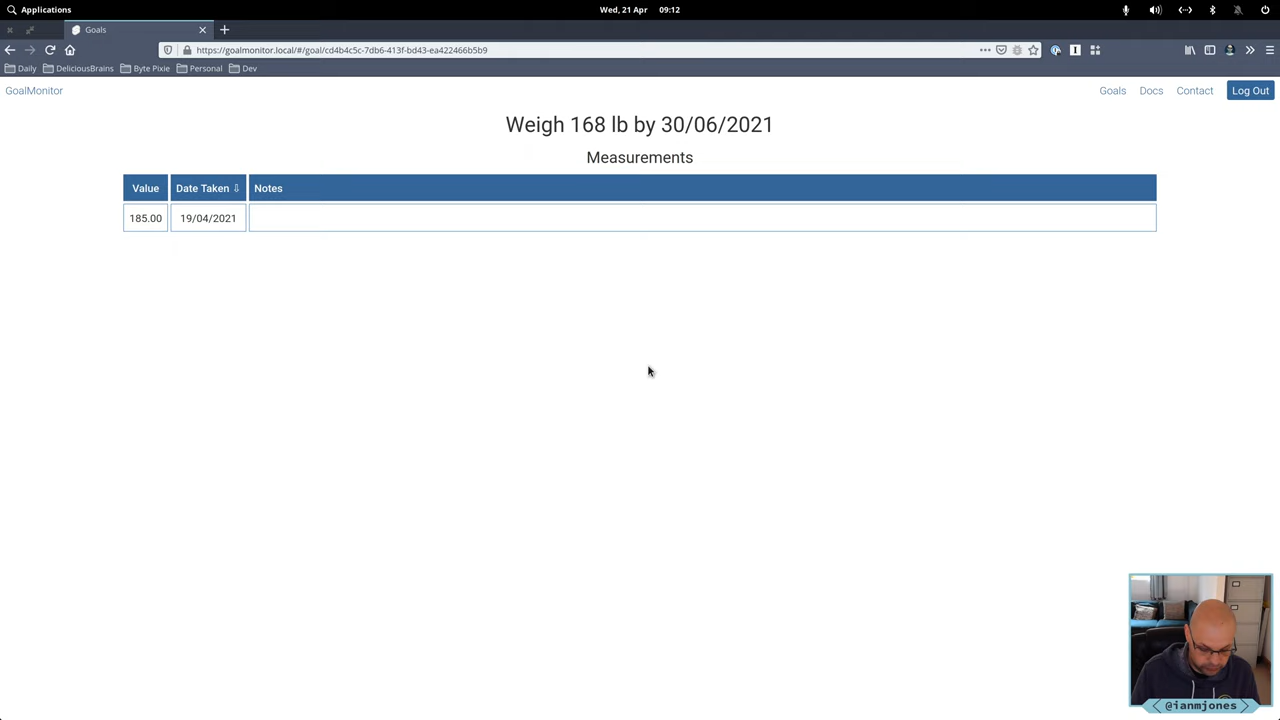 Applications
Wed, 21 Apr 09:12
Goals
https://goalmonitor.local/#/goal/cd4b4c5c-7db6-413f-bd43-ea422466b5b9
Daily DeliciousBrains Byte Pixie Personal Dev
GoalMonitor Goals Docs Contact Log Out
Weigh 168 lb by 30/06/2021
Measurements
Value Date Taken ⇩ Notes
185.00 19/04/2021
@ianmjones